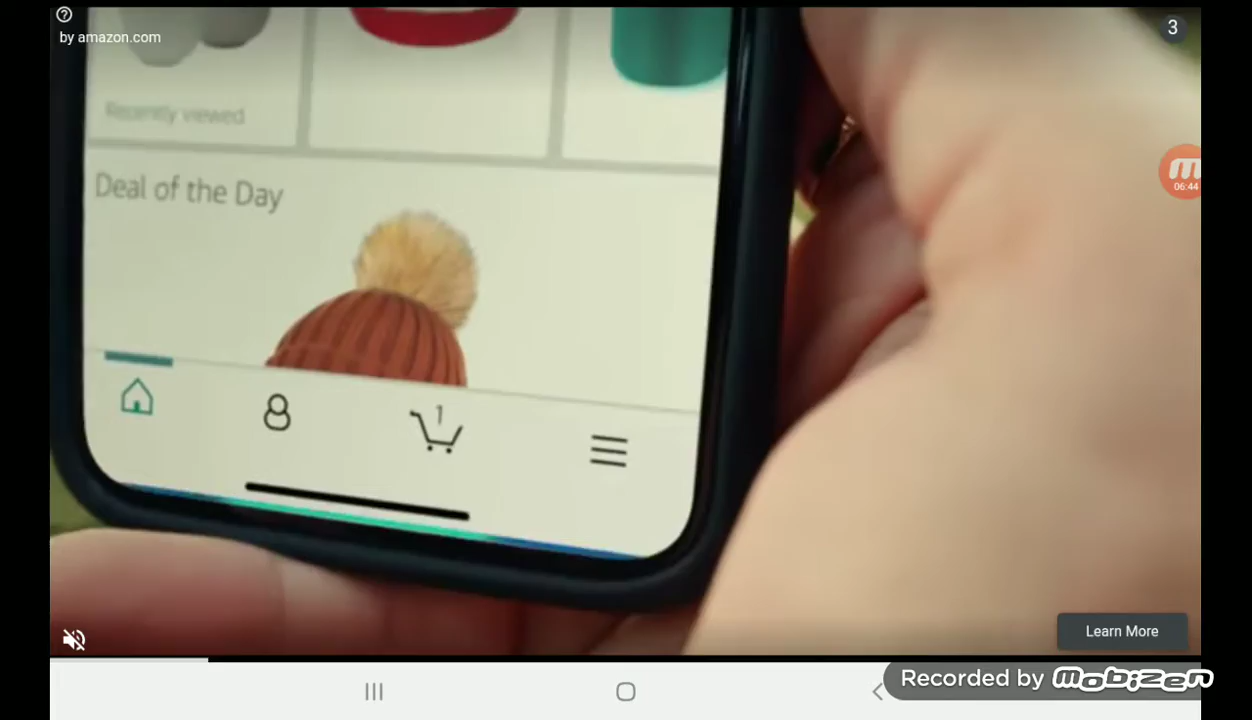 by amazon.com
3
Recently viewed
06:44
Deal of the Day
1
Learn More
Recorded by mobizen